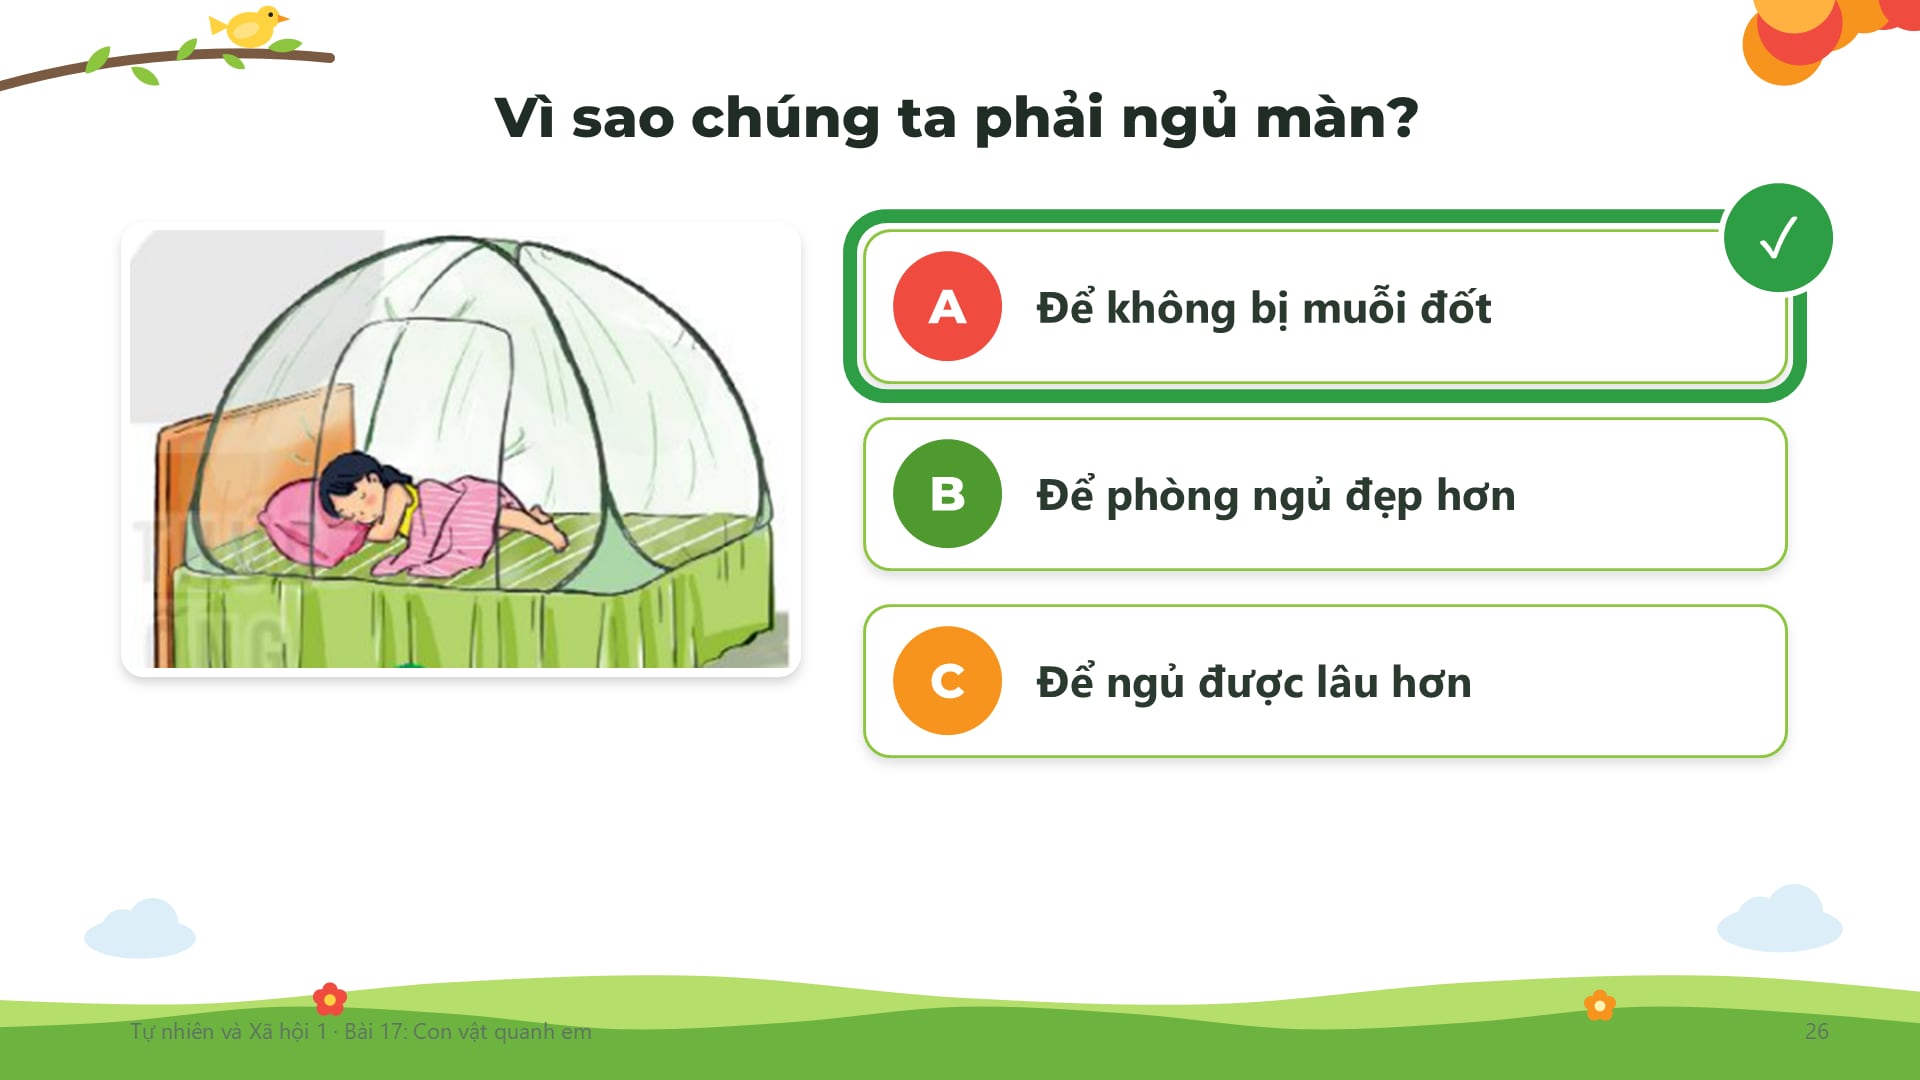 Vì sao chúng ta phải ngủ màn?
A
Để không bị muỗi đốt
B
Để phòng ngủ đẹp hơn
C
Để ngủ được lâu hơn
Tự nhiên và Xã hội 1 · Bài 17: Con vật quanh em
26